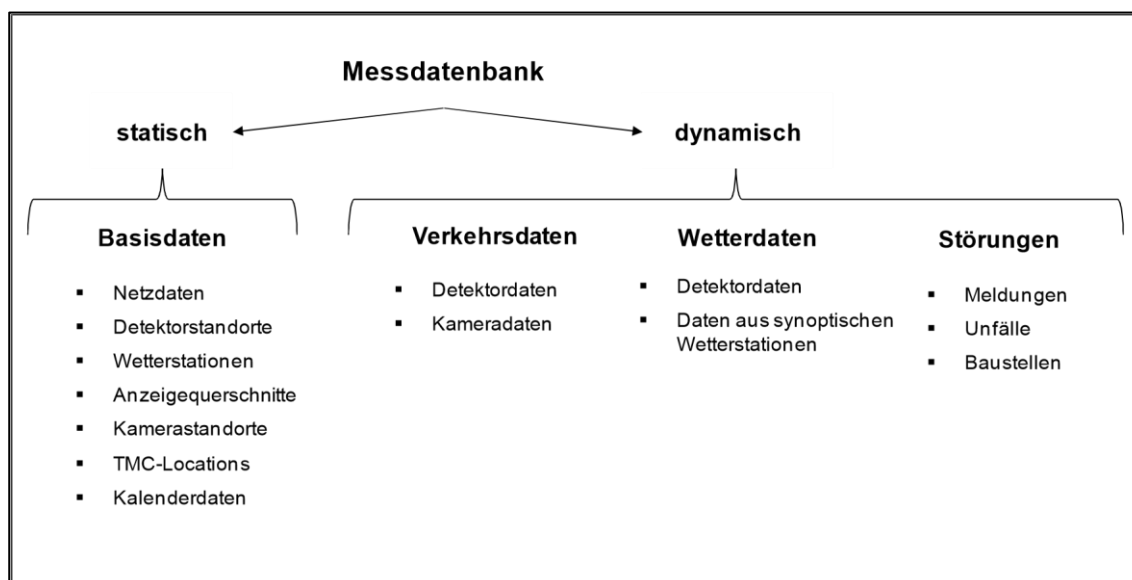 Messdatenbank
statisch
dynamisch
Basisdaten
▪ Netzdaten
▪ Detektorstandorte
▪ Wetterstationen
▪ Anzeigequerschnitte
▪ Kamerastandorte
▪ TMC-Locations
▪ Kalenderdaten
Verkehrsdaten
▪ Detektordaten
▪ Kameradaten
Wetterdaten
▪ Detektordaten
▪ Daten aus synoptischen
Wetterstationen
Störungen
▪ Meldungen
▪ Unfälle
▪ Baustellen